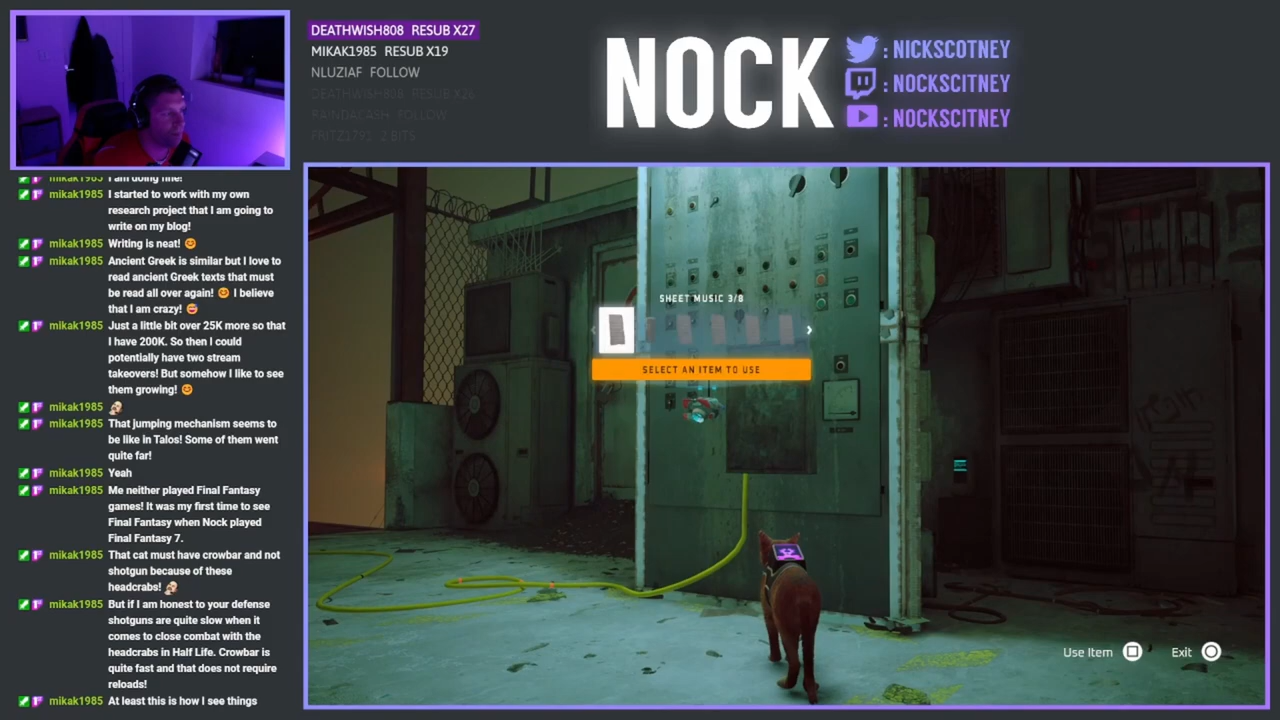 DEATHWISH808 RESUB X27
MIKAK1985 RESUB X19
NLUZIAF FOLLOW
DEATHWISH808 RESUB X26
RAINDACASH FOLLOW
FRITZ1791 2 BITS
NOCK
: NICKSCOTNEY
: NOCKSCITNEY
: NOCKSCITNEY
mikak1985 I am doing fine!
mikak1985 I started to work with my own
research project that I am going to
write on my blog!
mikak1985 Writing is neat!
mikak1985 Ancient Greek is similar but I love to
read ancient Greek texts that must
be read all over again! I believe
that I am crazy!
mikak1985 Just a little bit over 25K more so that
I have 200K. So then I could
potentially have two stream
takeovers! But somehow I like to see
them growing!
mikak1985
mikak1985 That jumping mechanism seems to
be like in Talos! Some of them went
quite far!
mikak1985 Yeah
mikak1985 Me neither played Final Fantasy
games! It was my first time to see
Final Fantasy when Nock played
Final Fantasy 7.
mikak1985 That cat must have crowbar and not
shotgun because of these
headcrabs!
mikak1985 But if I am honest to your defense
shotguns are quite slow when it
comes to close combat with the
headcrabs in Half Life. Crowbar is
quite fast and that does not require
reloads!
mikak1985 At least this is how I see things
SHEET MUSIC 3/8
SELECT AN ITEM TO USE
Use Item
Exit